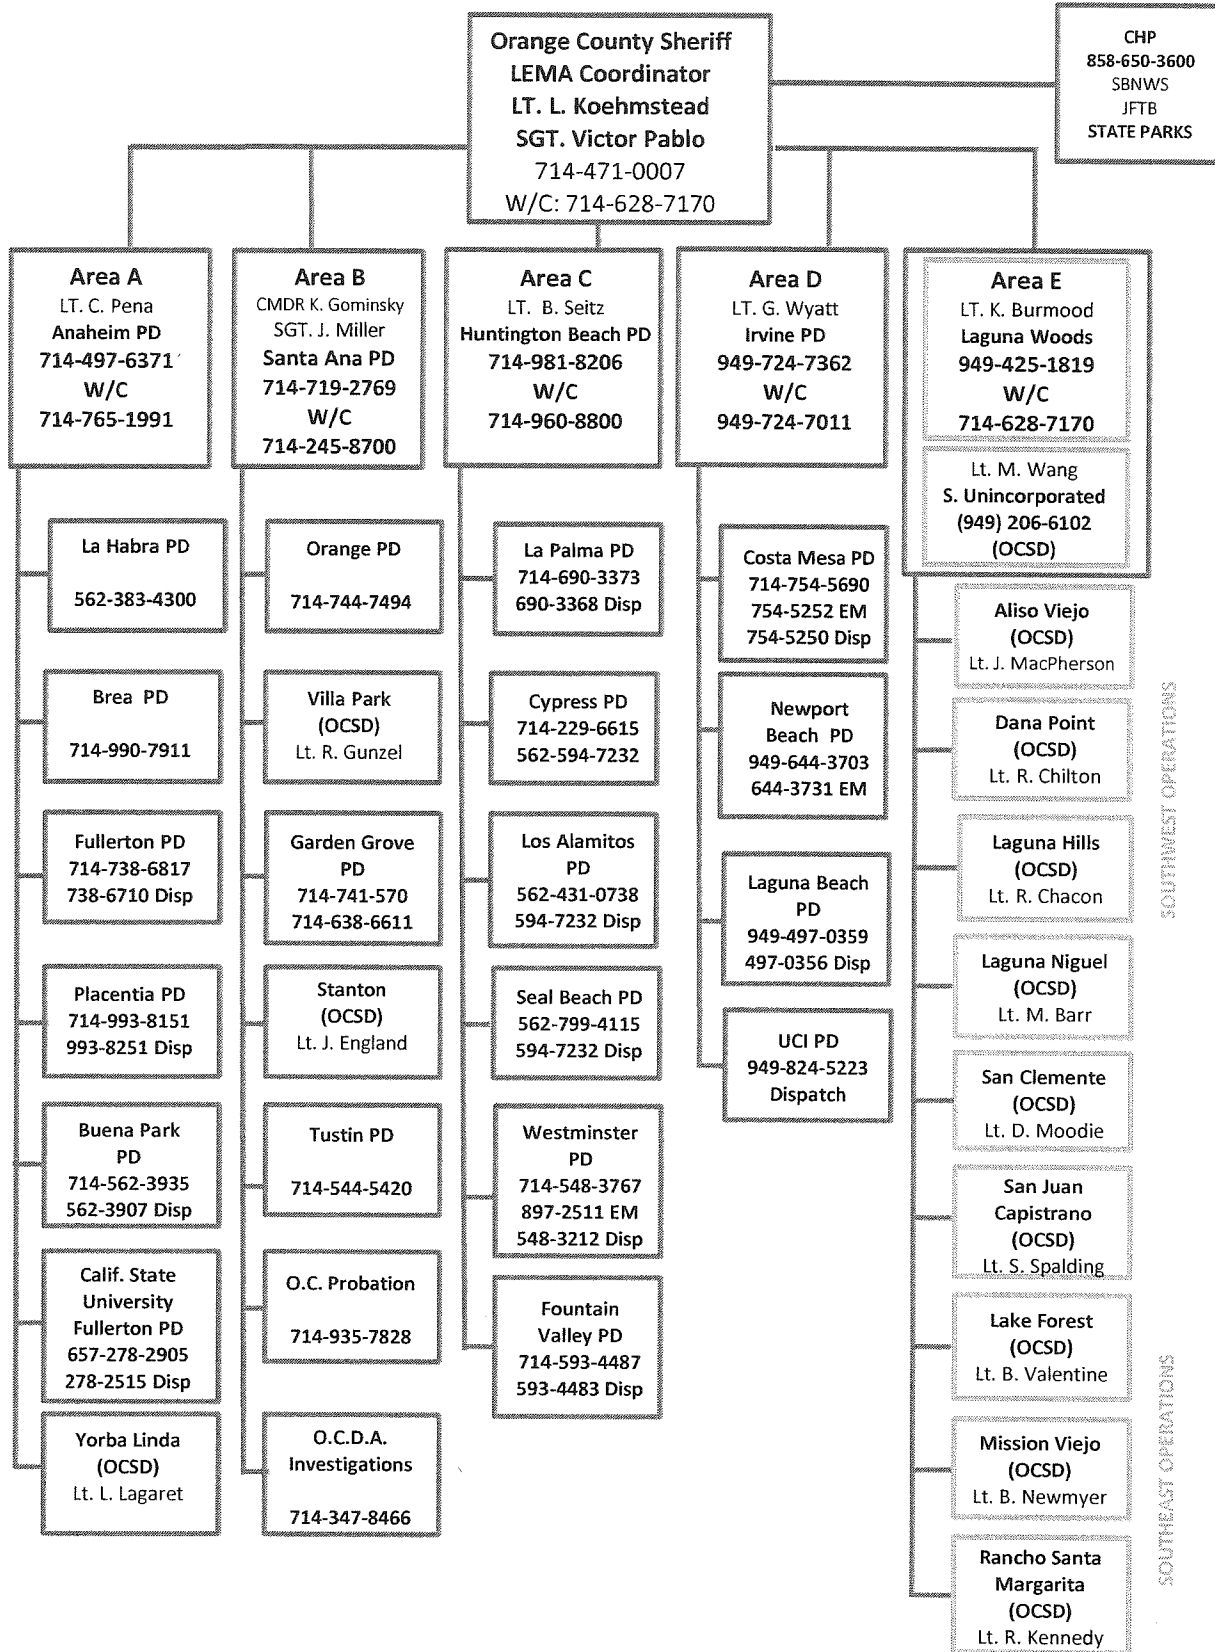 Orange County Sheriff
LEMA Coordinator
LT. L. Koehmstead
SGT. Victor Pablo
714-471-0007
W/C: 714-628-7170
CHP
858-650-3600
SBNWS
JFTB
STATE PARKS
Area A
LT. C. Pena
Anaheim PD
714-497-6371
W/C
714-765-1991
La Habra PD
562-383-4300
Brea PD
714-990-7911
Fullerton PD
714-738-6817
738-6710 Disp
Placentia PD
714-993-8151
993-8251 Disp
Buena Park
PD
714-562-3935
562-3907 Disp
Calif. State
University
Fullerton PD
657-278-2905
278-2515 Disp
Yorba Linda
(OCSD)
Lt. L. Lagaret
Area B
CMDR K. Gominsky
SGT. J. Miller
Santa Ana PD
714-719-2769
W/C
714-245-8700
Orange PD
714-744-7494
Villa Park
(OCSD)
Lt. R. Gunzel
Garden Grove
PD
714-741-570
714-638-6611
Stanton
(OCSD)
Lt. J. England
Tustin PD
714-544-5420
O.C. Probation
714-935-7828
O.C.D.A.
Investigations
714-347-8466
Area C
LT. B. Seitz
Huntington Beach PD
714-981-8206
W/C
714-960-8800
La Palma PD
714-690-3373
690-3368 Disp
Cypress PD
714-229-6615
562-594-7232
Los Alamitos
PD
562-431-0738
594-7232 Disp
Seal Beach PD
562-799-4115
594-7232 Disp
Westminster
PD
714-548-3767
897-2511 EM
548-3212 Disp
Fountain
Valley PD
714-593-4487
593-4483 Disp
Area D
LT. G. Wyatt
Irvine PD
949-724-7362
W/C
949-724-7011
Costa Mesa PD
714-754-5690
754-5252 EM
754-5250 Disp
Newport
Beach PD
949-644-3703
644-3731 EM
Laguna Beach
PD
949-497-0359
497-0356 Disp
UCI PD
949-824-5223
Dispatch
Area E
LT. K. Burmood
Laguna Woods
949-425-1819
W/C
714-628-7170
Lt. M. Wang
S. Unincorporated
(949) 206-6102
(OCSD)
Aliso Viejo
(OCSD)
Lt. J. MacPherson
Dana Point
(OCSD)
Lt. R. Chilton
Laguna Hills
(OCSD)
Lt. R. Chacon
Laguna Niguel
(OCSD)
Lt. M. Barr
San Clemente
(OCSD)
Lt. D. Moodie
San Juan
Capistrano
(OCSD)
Lt. S. Spalding
Lake Forest
(OCSD)
Lt. B. Valentine
Mission Viejo
(OCSD)
Lt. B. Newmyer
Rancho Santa
Margarita
(OCSD)
Lt. R. Kennedy
SOUTHWEST OPERATIONS
SOUTHEAST OPERATIONS